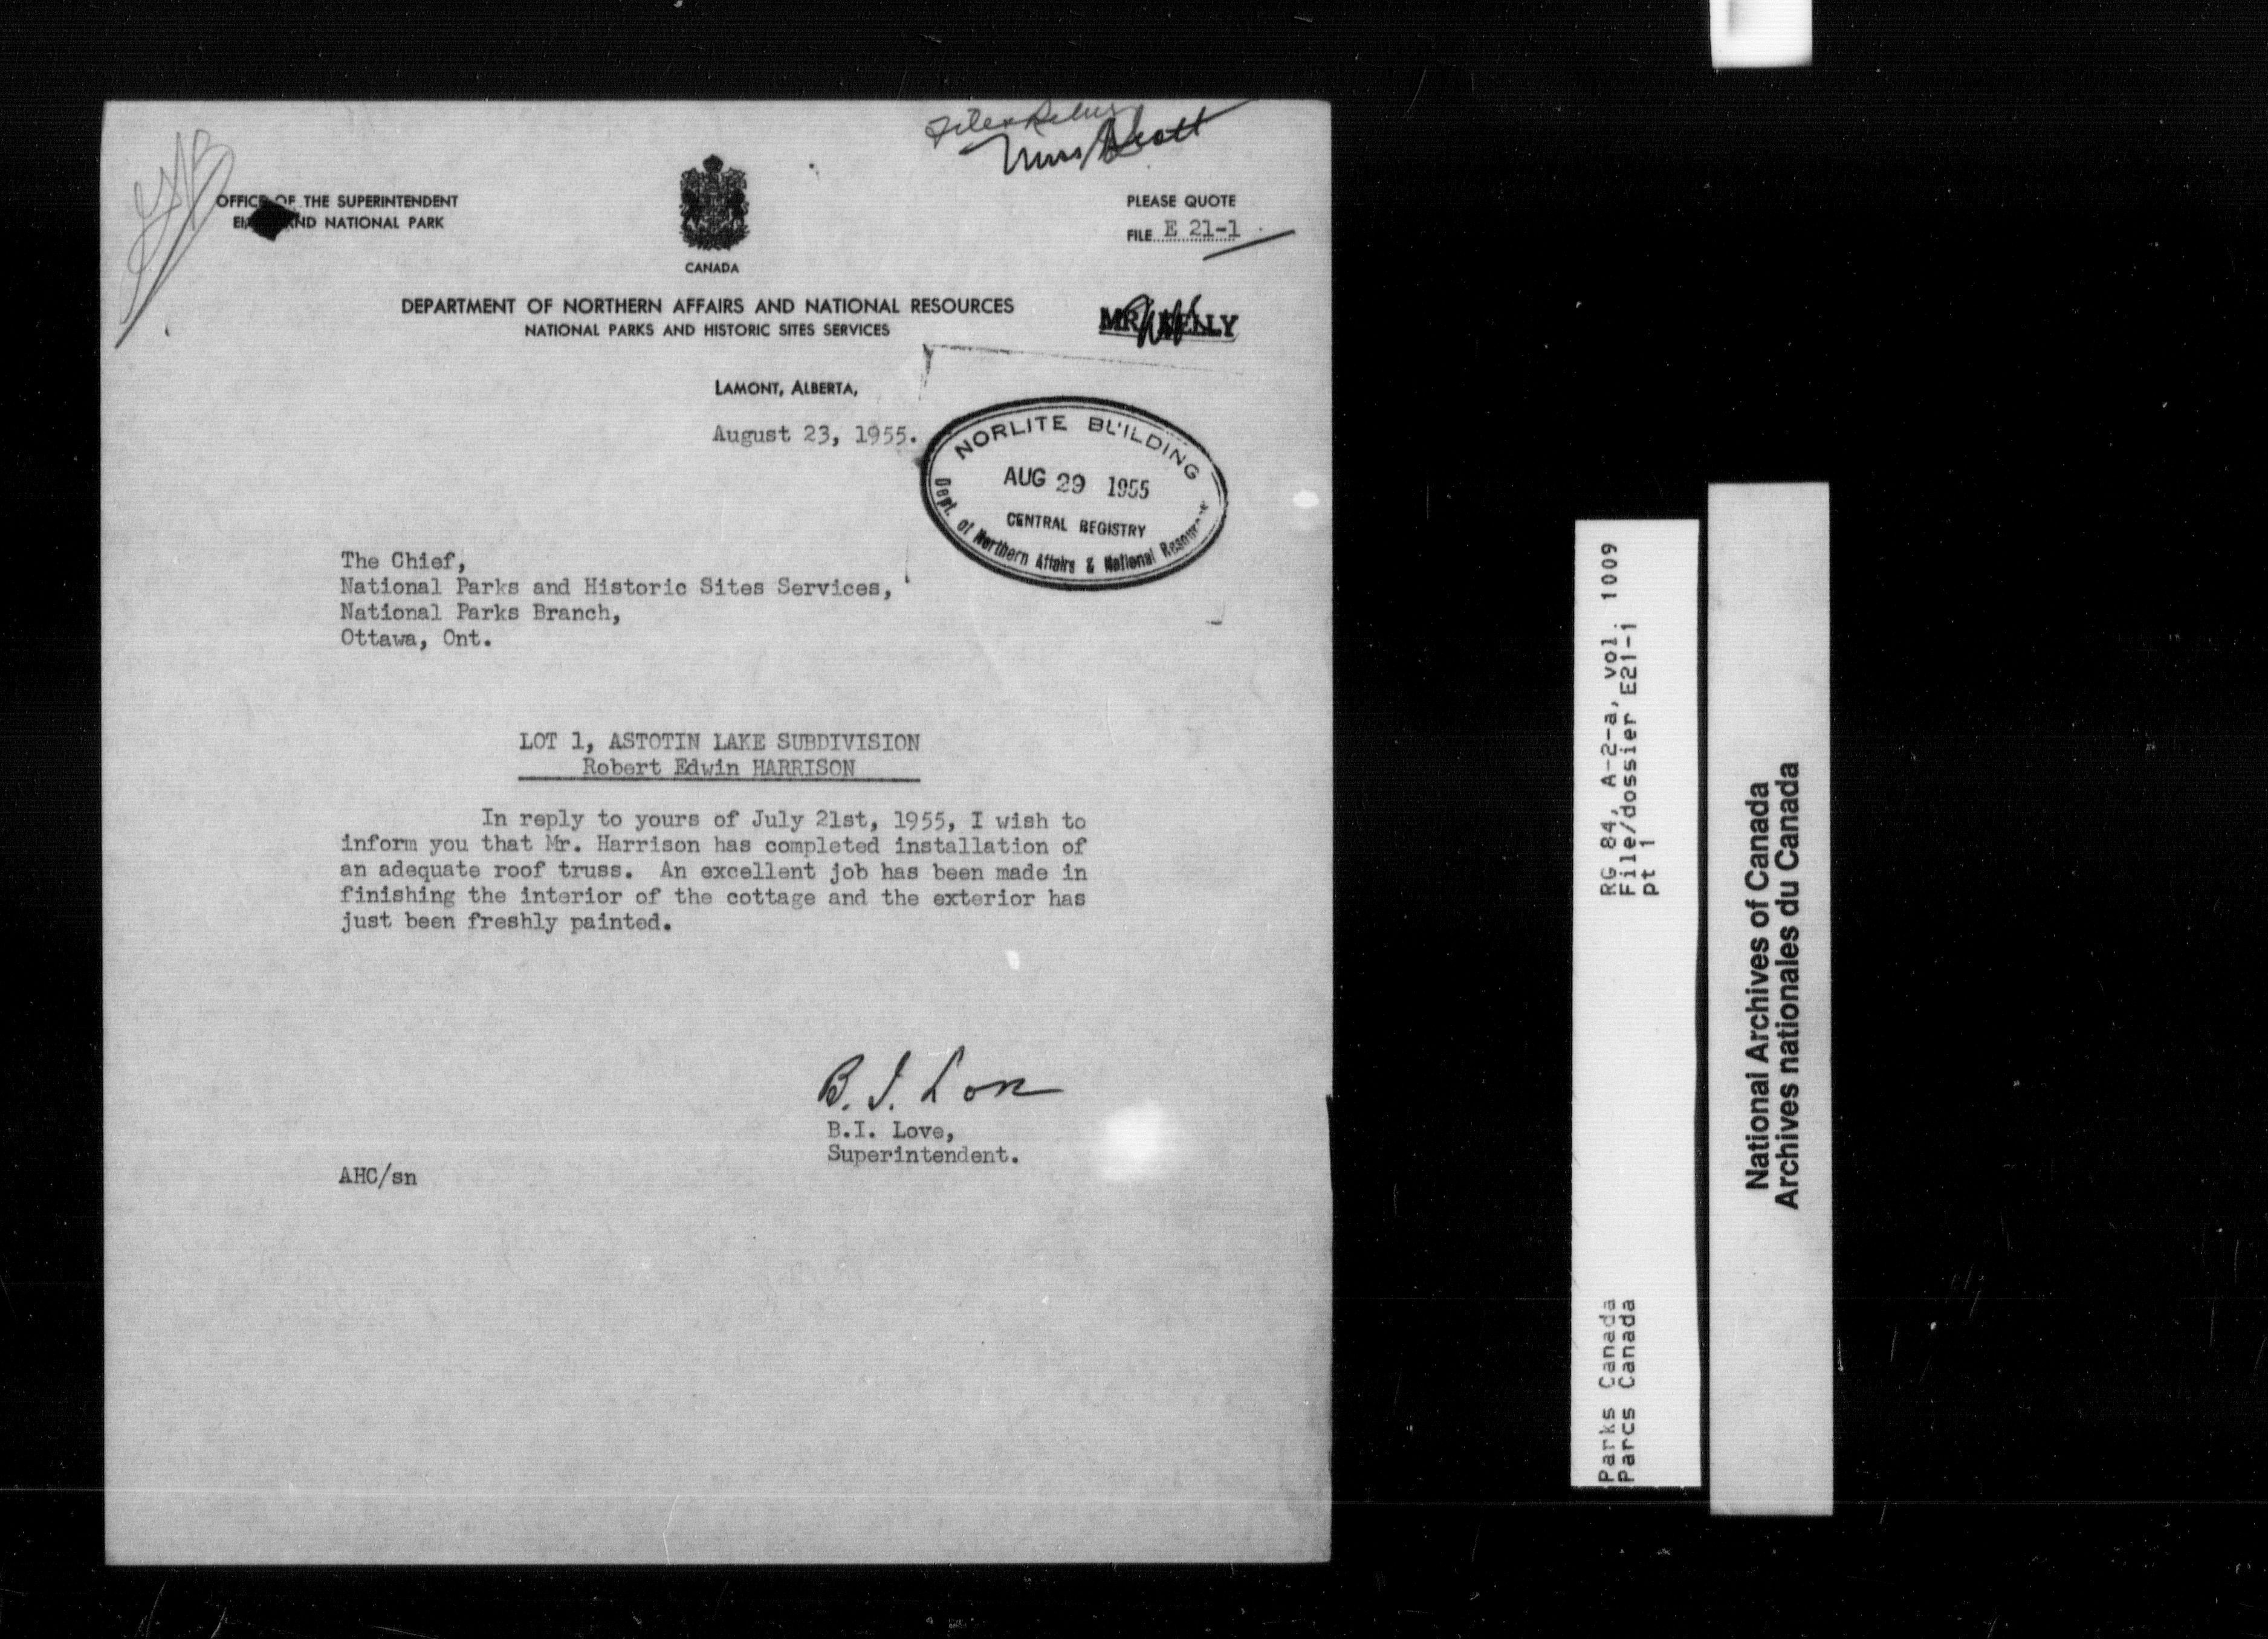 Miss Scott
OFFICE OF THE SUPERINTENDENT
NATIONAL PARK
CANADA
PLEASE QUOTE
FILE E 21-1
DEPARTMENT OF NORTHERN AFFAIRS AND NATIONAL RESOURCES
NATIONAL PARKS AND HISTORIC SITES SERVICES
MR. KELLY
LAMONT, ALBERTA,
August 23, 1955.
NORLITE BUILDING
AUG 29 1955
CENTRAL REGISTRY
Dept. of Northern Affairs & National Resources
The Chief,
National Parks and Historic Sites Services,
National Parks Branch,
Ottawa, Ont.
LOT 1, ASTOTIN LAKE SUBDIVISION
Robert Edwin HARRISON
In reply to yours of July 21st, 1955, I wish to
inform you that Mr. Harrison has completed installation of
an adequate roof truss. An excellent job has been made in
finishing the interior of the cottage and the exterior has
just been freshly painted.
B. I. Love
B.I. Love,
Superintendent.
AHC/sn
RG 84, A-2-a, vol. 1009
File/dossier E21-1
pt 1
Parks Canada
Parcs Canada
National Archives of Canada
Archives nationales du Canada